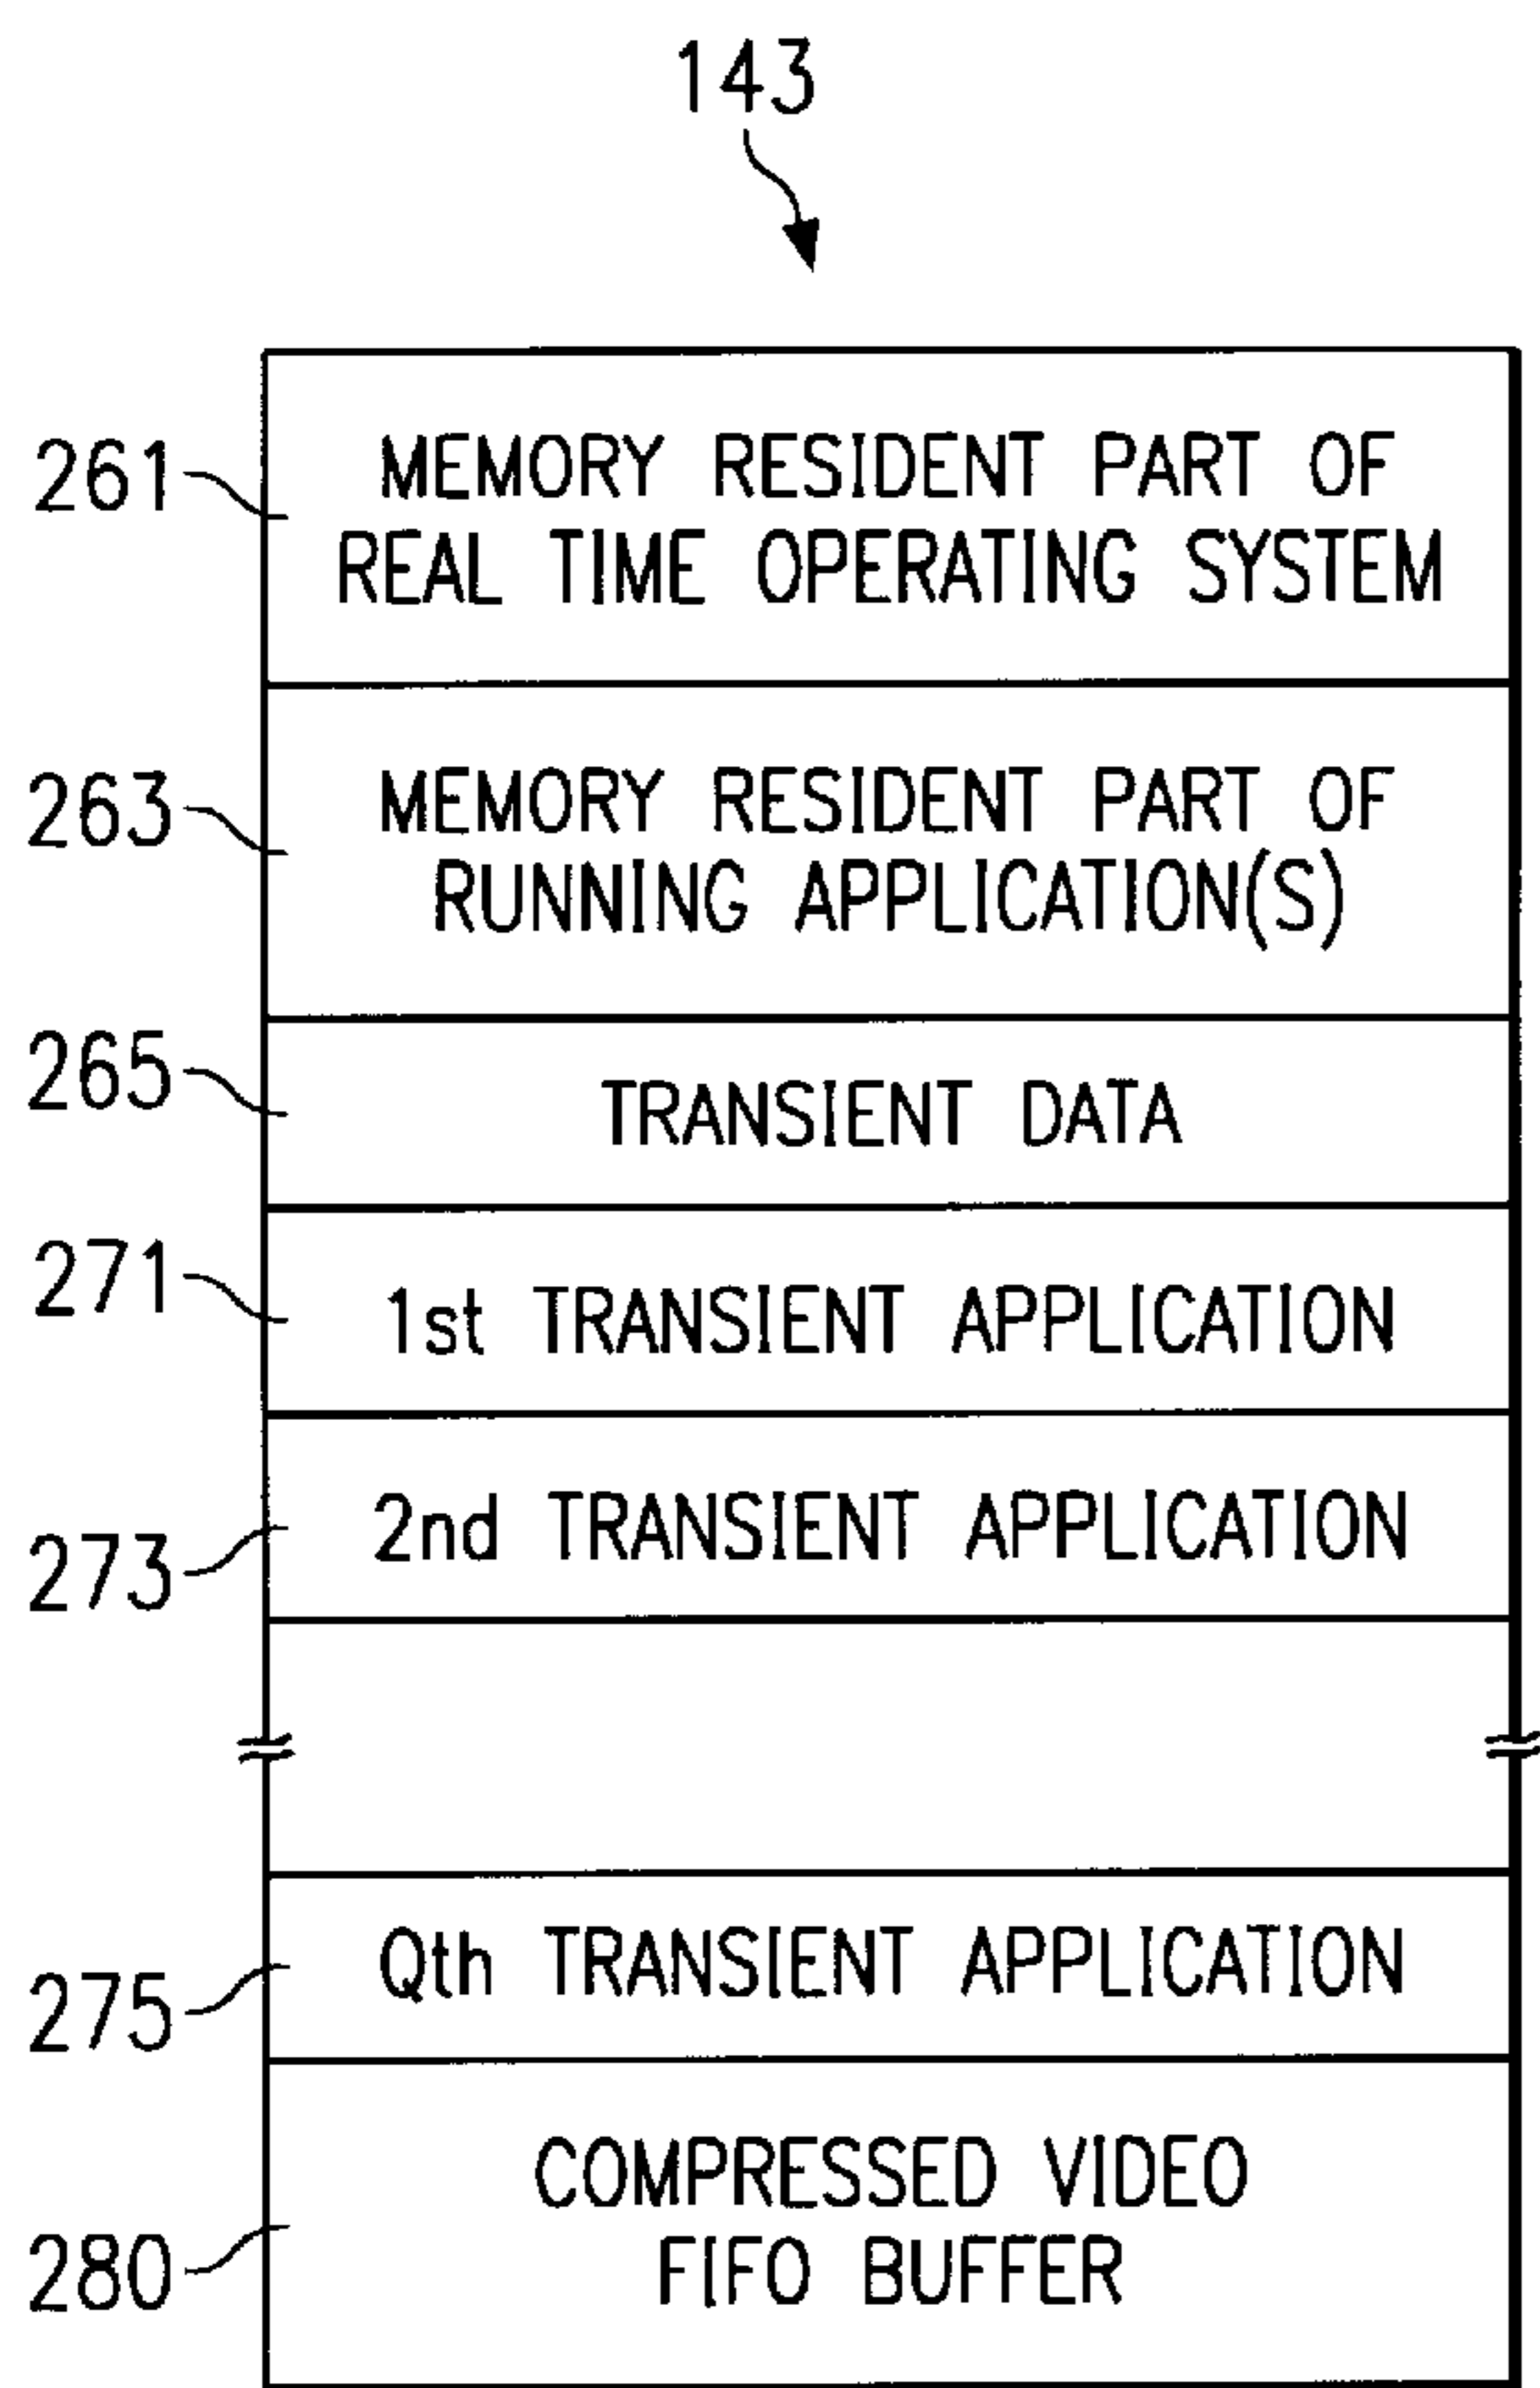 143
261
MEMORY RESIDENT PART OF
REAL TIME OPERATING SYSTEM
263
MEMORY RESIDENT PART OF
RUNNING APPLICATION(S)
265
TRANSIENT DATA
271
1st TRANSIENT APPLICATION
273
2nd TRANSIENT APPLICATION
275
Qth TRANSIENT APPLICATION
280
COMPRESSED VIDEO
FIFO BUFFER